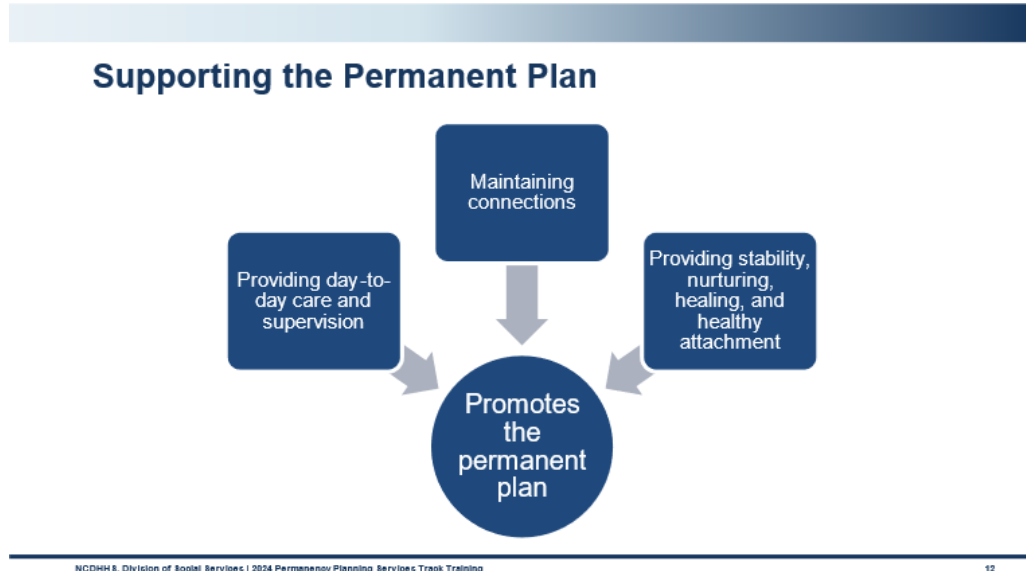 Supporting the Permanent Plan
Maintaining
connections
Providing day-to-
day care and
supervision
Providing stability,
nurturing,
healing, and
healthy
attachment
Promotes
the
permanent
plan
NCDHHS, Division of Social Services | 2024 Permanency Planning Services Track Training
12